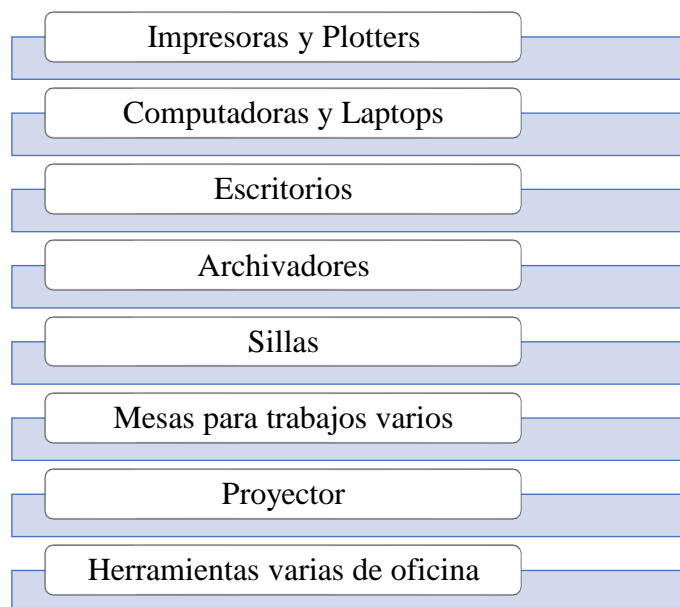 Impresoras y Plotters
Computadoras y Laptops
Escritorios
Archivadores
Sillas
Mesas para trabajos varios
Proyector
Herramientas varias de oficina